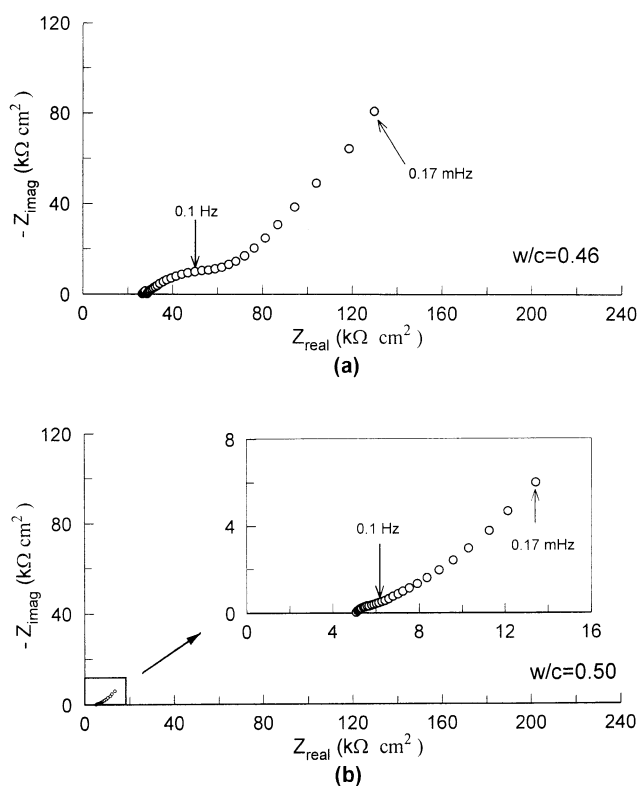 120
80
40
0
- Z_imag (kΩ cm²)
0.1 Hz
0.17 mHz
w/c=0.46
0 40 80 120 160 200 240
Z_real (kΩ cm²)
(a)
120
80
40
0
- Z_imag (kΩ cm²)
8
4
0
0.1 Hz
0.17 mHz
0 4 8 12 16
w/c=0.50
0 40 80 120 160 200 240
Z_real (kΩ cm²)
(b)